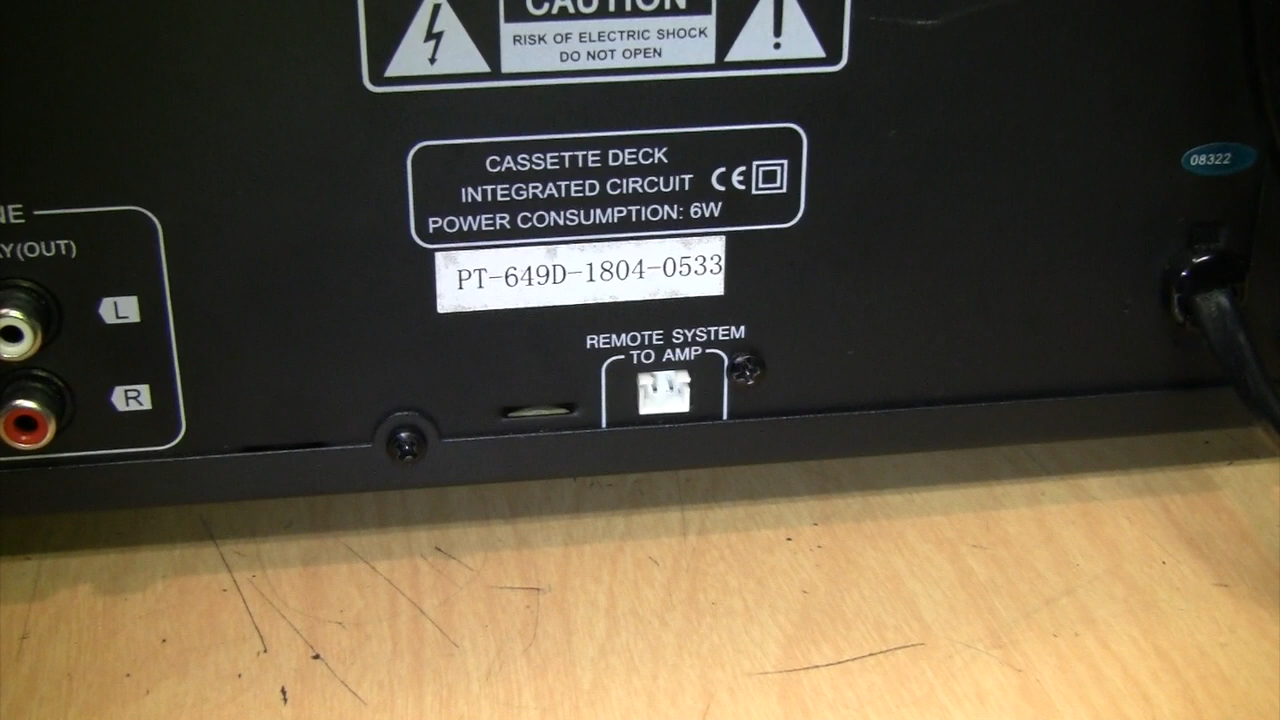 CAUTION
RISK OF ELECTRIC SHOCK
DO NOT OPEN
!
CASSETTE DECK
INTEGRATED CIRCUIT CE
POWER CONSUMPTION: 6W
PT-649D-1804-0533
REMOTE SYSTEM
TO AMP
(OUT)
L
R
08322